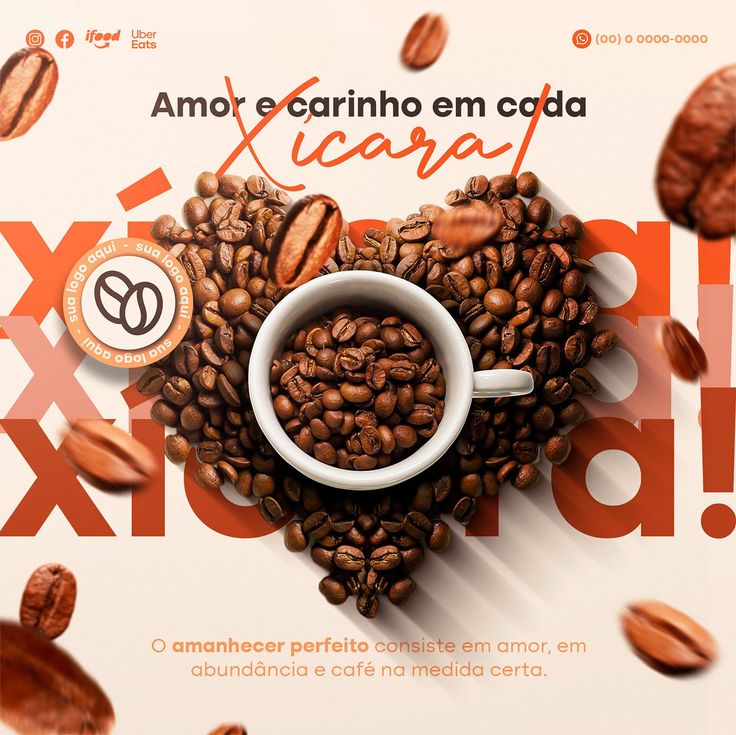 ifood
Uber
Eats
(00) 0 0000-0000
Amor e carinho em cada
Xícara!
xícara!
xícara!
xícara!
sua logo aqui - sua logo aqui - sua logo aqui -
O amanhecer perfeito consiste em amor, em
abundância e café na medida certa.